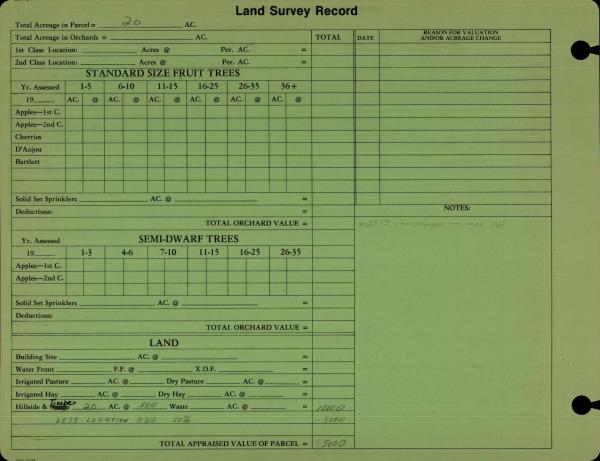 Land Survey Record
Total Acreage in Parcel = 20 AC.
Total Acreage in Orchards = AC. TOTAL DATE REASON FOR VALUATION AND/OR ACREAGE CHANGE
1st Class Location: Acres @ Per. AC. =
2nd Class Location: Acres @ Per. AC. =
STANDARD SIZE FRUIT TREES
Yr. Assessed 1-5 6-10 11-15 16-25 26-35 36+
19 AC. @ AC. @ AC. @ AC. @ AC. @ AC. @
Apples—1st C.
Apples—2nd C.
Cherries
D'Anjou
Bartlett
Solid Set Sprinklers AC. @ =
Deductions: NOTES:
TOTAL ORCHARD VALUE =
Yr. Assessed SEMI-DWARF TREES
19 1-3 4-6 7-10 11-15 16-25 26-35
Apples—1st C.
Apples—2nd C.
Solid Set Sprinklers AC. @ =
Deductions:
TOTAL ORCHARD VALUE =
LAND
Building Site AC. @ =
Water Front F.F. @ X.D.F. =
Irrigated Pasture AC. @ Dry Pasture AC. @ =
Irrigated Hay AC. @ Dry Hay AC. @ =
Hillside & Timber 20 AC. @ 500 Waste AC. @ = 10000
LESS LOCATION ADJ. 50% - 5000
TOTAL APPRAISED VALUE OF PARCEL = 5000